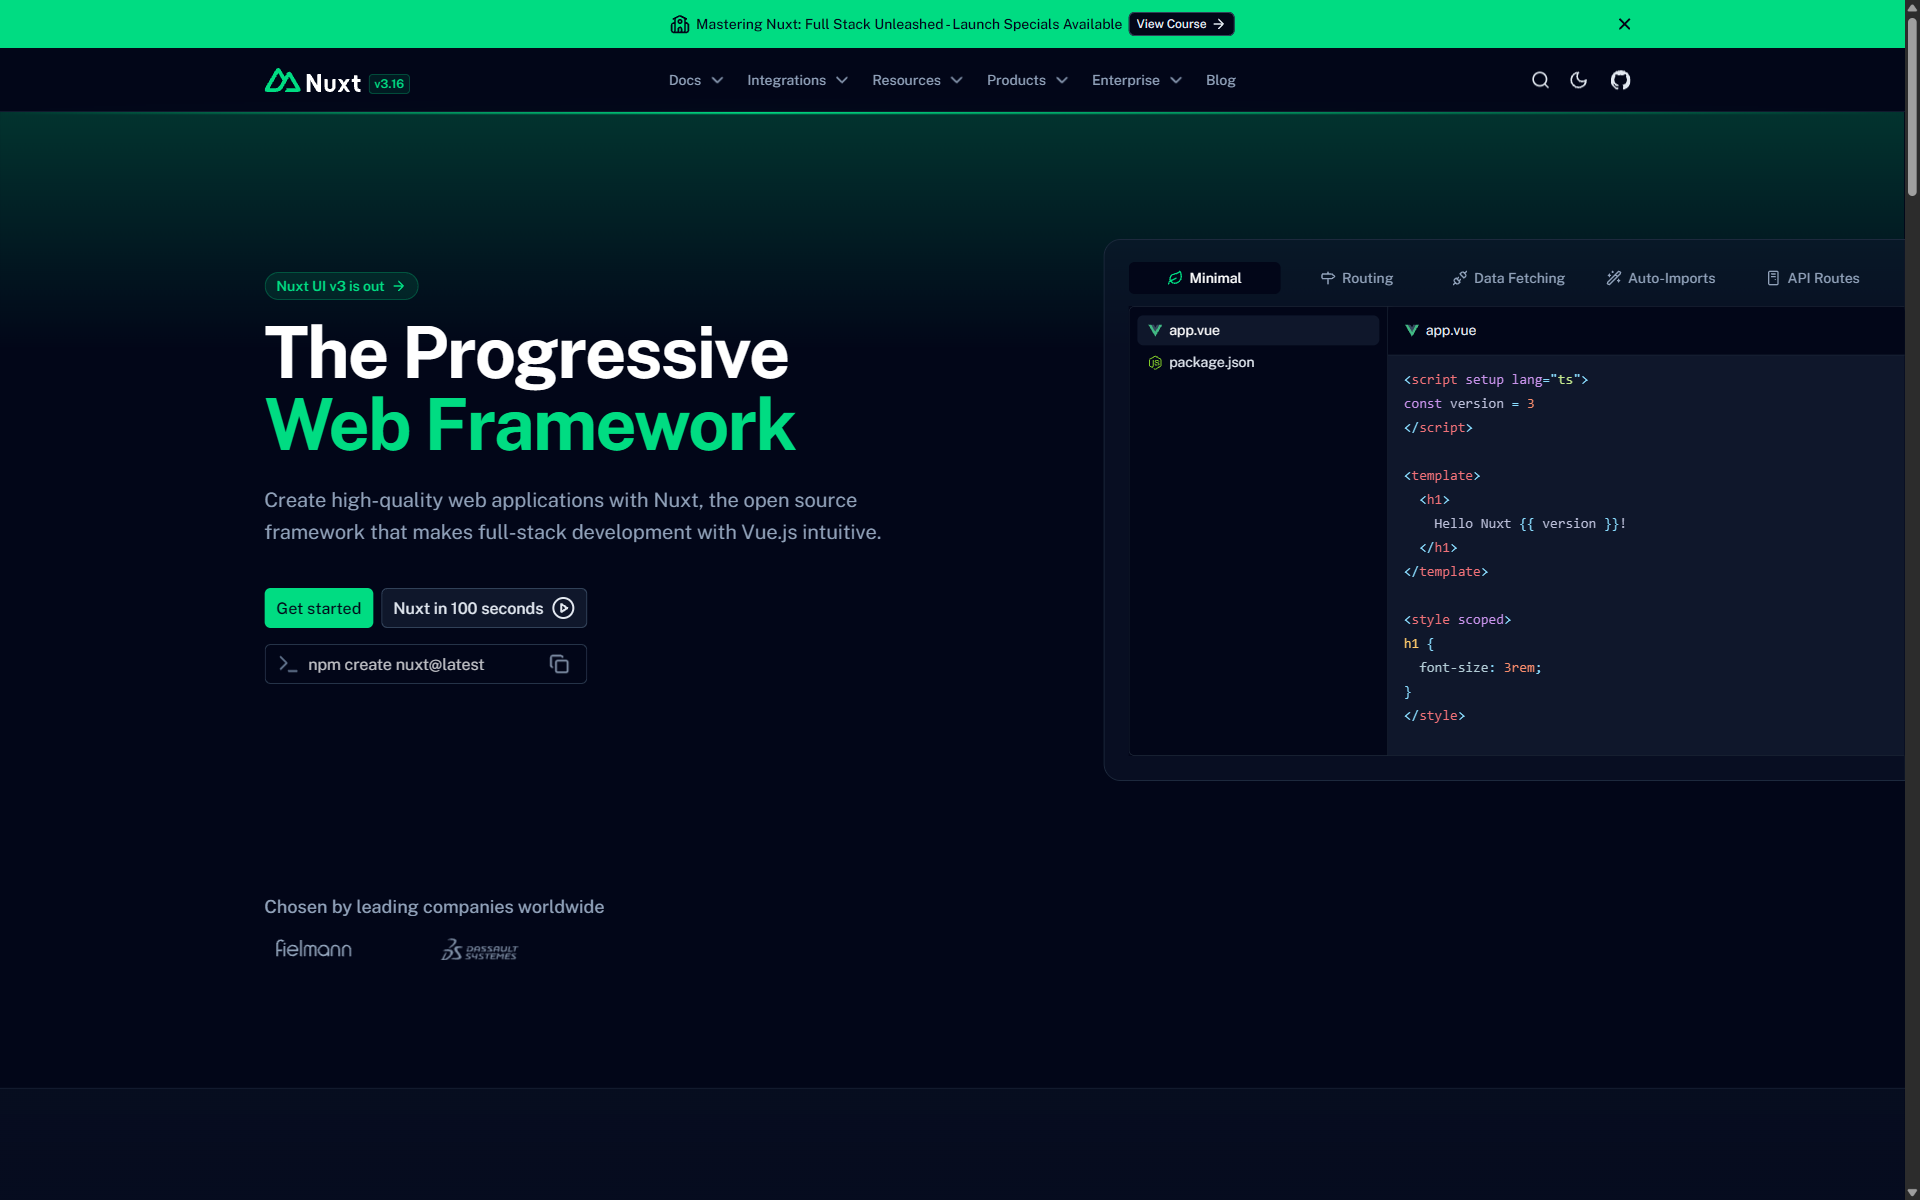 Mastering Nuxt: Full Stack Unleashed - Launch Specials Available View Course
Nuxt v3.16 Docs Integrations Resources Products Enterprise Blog
Nuxt UI v3 is out
The Progressive
Web Framework
Create high-quality web applications with Nuxt, the open source
framework that makes full-stack development with Vue.js intuitive.
Get started Nuxt in 100 seconds
npm create nuxt@latest
Minimal Routing Data Fetching Auto-Imports API Routes
app.vue
package.json
app.vue
<script setup lang="ts">
const version = 3
</script>
<template>
<h1>
Hello Nuxt {{ version }}!
</h1>
</template>
<style scoped>
h1 {
font-size: 3rem;
}
</style>
Chosen by leading companies worldwide
fielmann DASSAULT
SYSTEMES